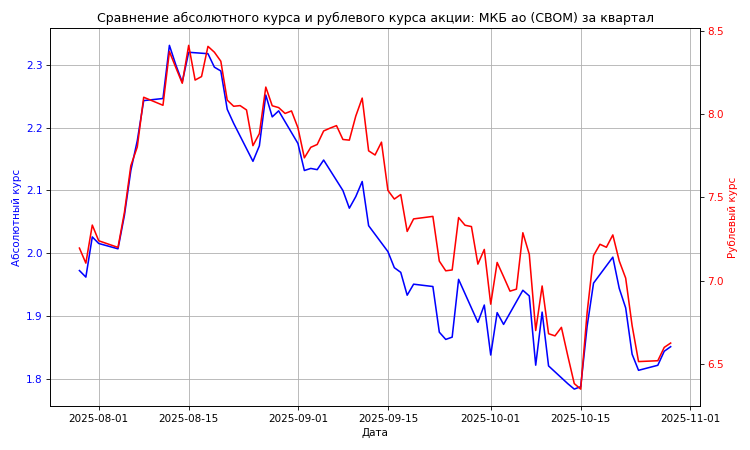 Сравнение абсолютного курса и рублевого курса акции: МКБ ао (CBOM) за квартал
Абсолютный курс
2.3
2.2
2.1
2.0
1.9
1.8
8.5
8.0
7.5
7.0
6.5
Рублевый курс
2025-08-01 2025-08-15 2025-09-01 2025-09-15 2025-10-01 2025-10-15 2025-11-01
Дата